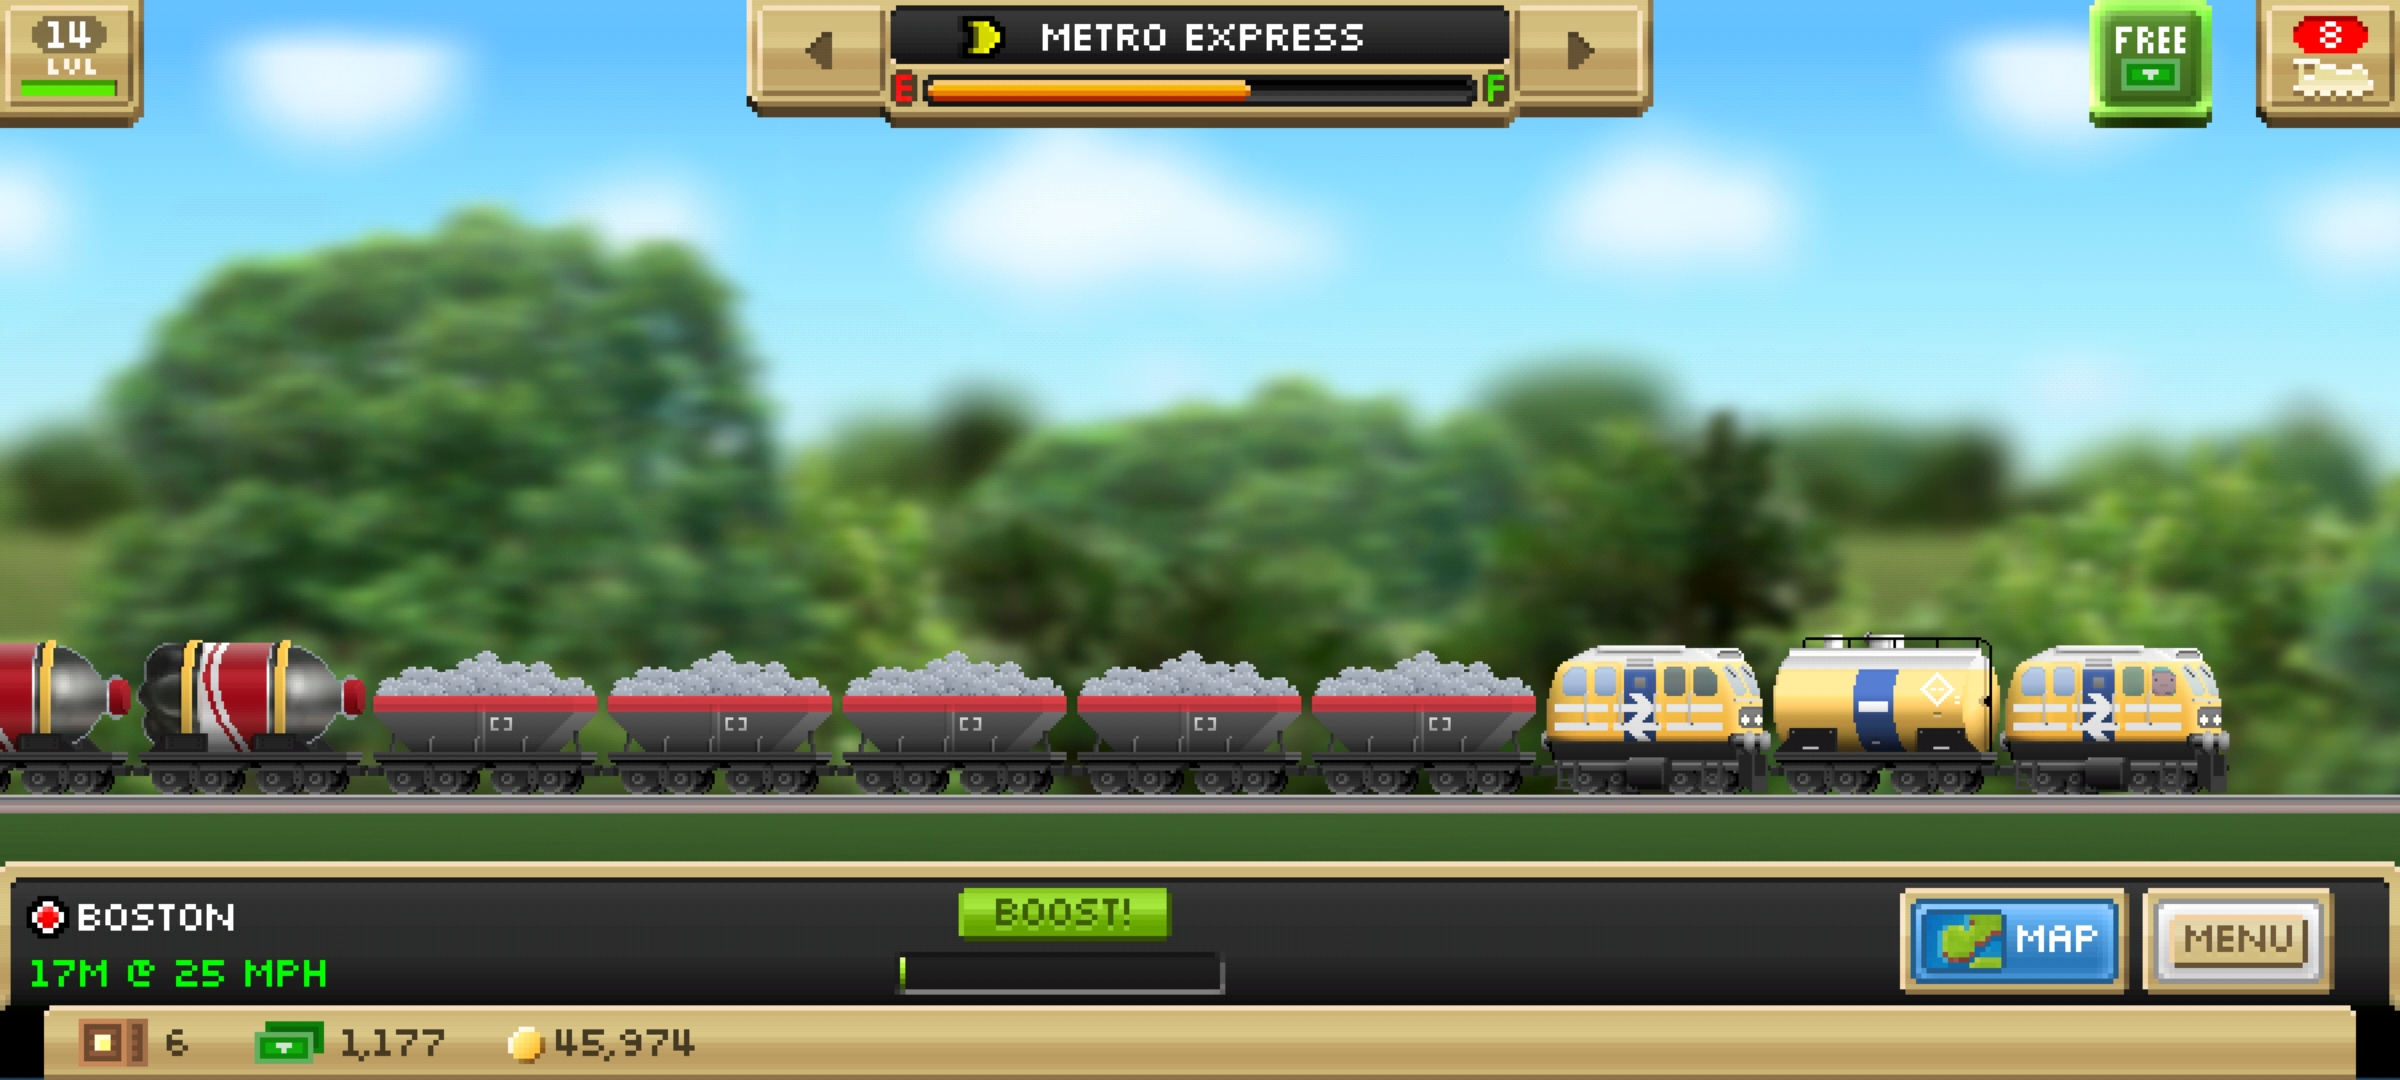 14
LVL
METRO EXPRESS
E F
FREE
8
BOSTON
17M @ 25 MPH
BOOST!
MAP
MENU
6
1,177
45,974